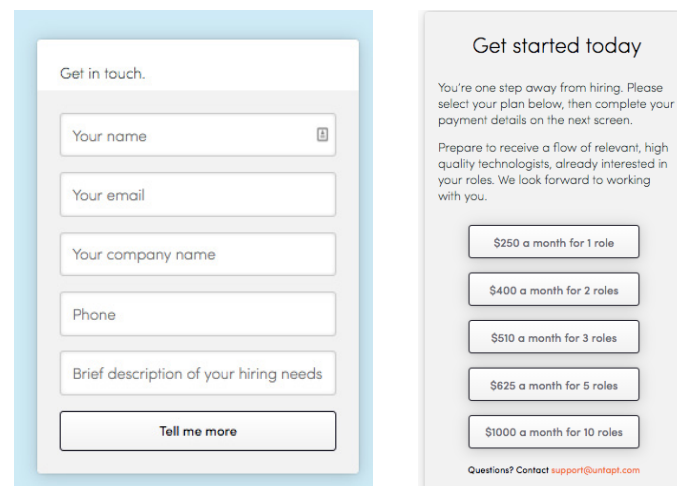 Get in touch.
Your name
Your email
Your company name
Phone
Brief description of your hiring needs
Tell me more
Get started today
You're one step away from hiring. Please
select your plan below, then complete your
payment details on the next screen.
Prepare to receive a flow of relevant, high
quality technologists, already interested in
your roles. We look forward to working
with you.
$250 a month for 1 role
$400 a month for 2 roles
$510 a month for 3 roles
$625 a month for 5 roles
$1000 a month for 10 roles
Questions? Contact support@untapt.com